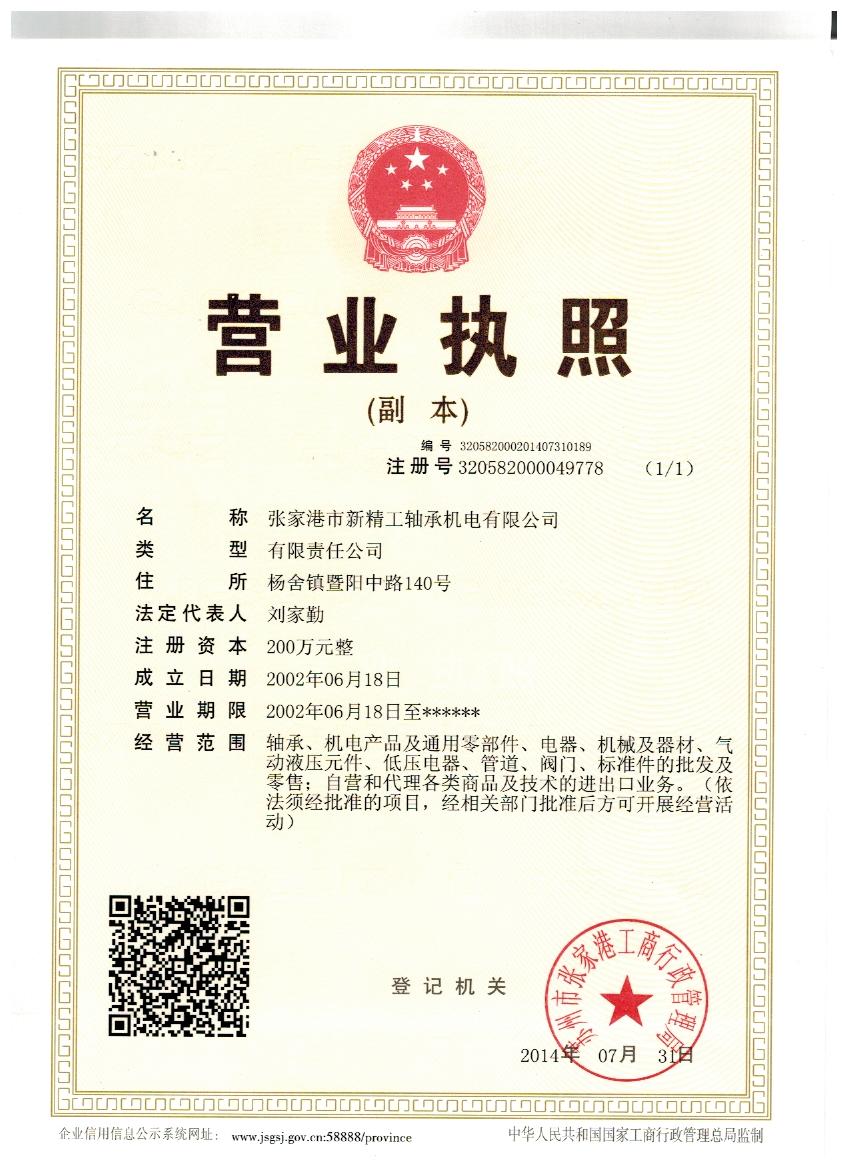 营业执照
(副 本)
编 号 320582000201407310189
注册号 320582000049778 （1/1）
名 称 张家港市新精工轴承机电有限公司
类 型 有限责任公司
住 所 杨舍镇暨阳中路140号
法定代表人 刘家勤
注册资本 200万元整
成立日期 2002年06月18日
营业期限 2002年06月18日至******
经营范围 轴承、机电产品及通用零部件、电器、机械及器材、气
动液压元件、低压电器、管道、阀门、标准件的批发及
零售；自营和代理各类商品及技术的进出口业务。（依
法须经批准的项目，经相关部门批准后方可开展经营活
动）
苏州市张家港工商行政管理局
登记机关
2014年 07月 31日
企业信用信息公示系统网址： www.jsgsj.gov.cn:58888/province
中华人民共和国国家工商行政管理总局监制